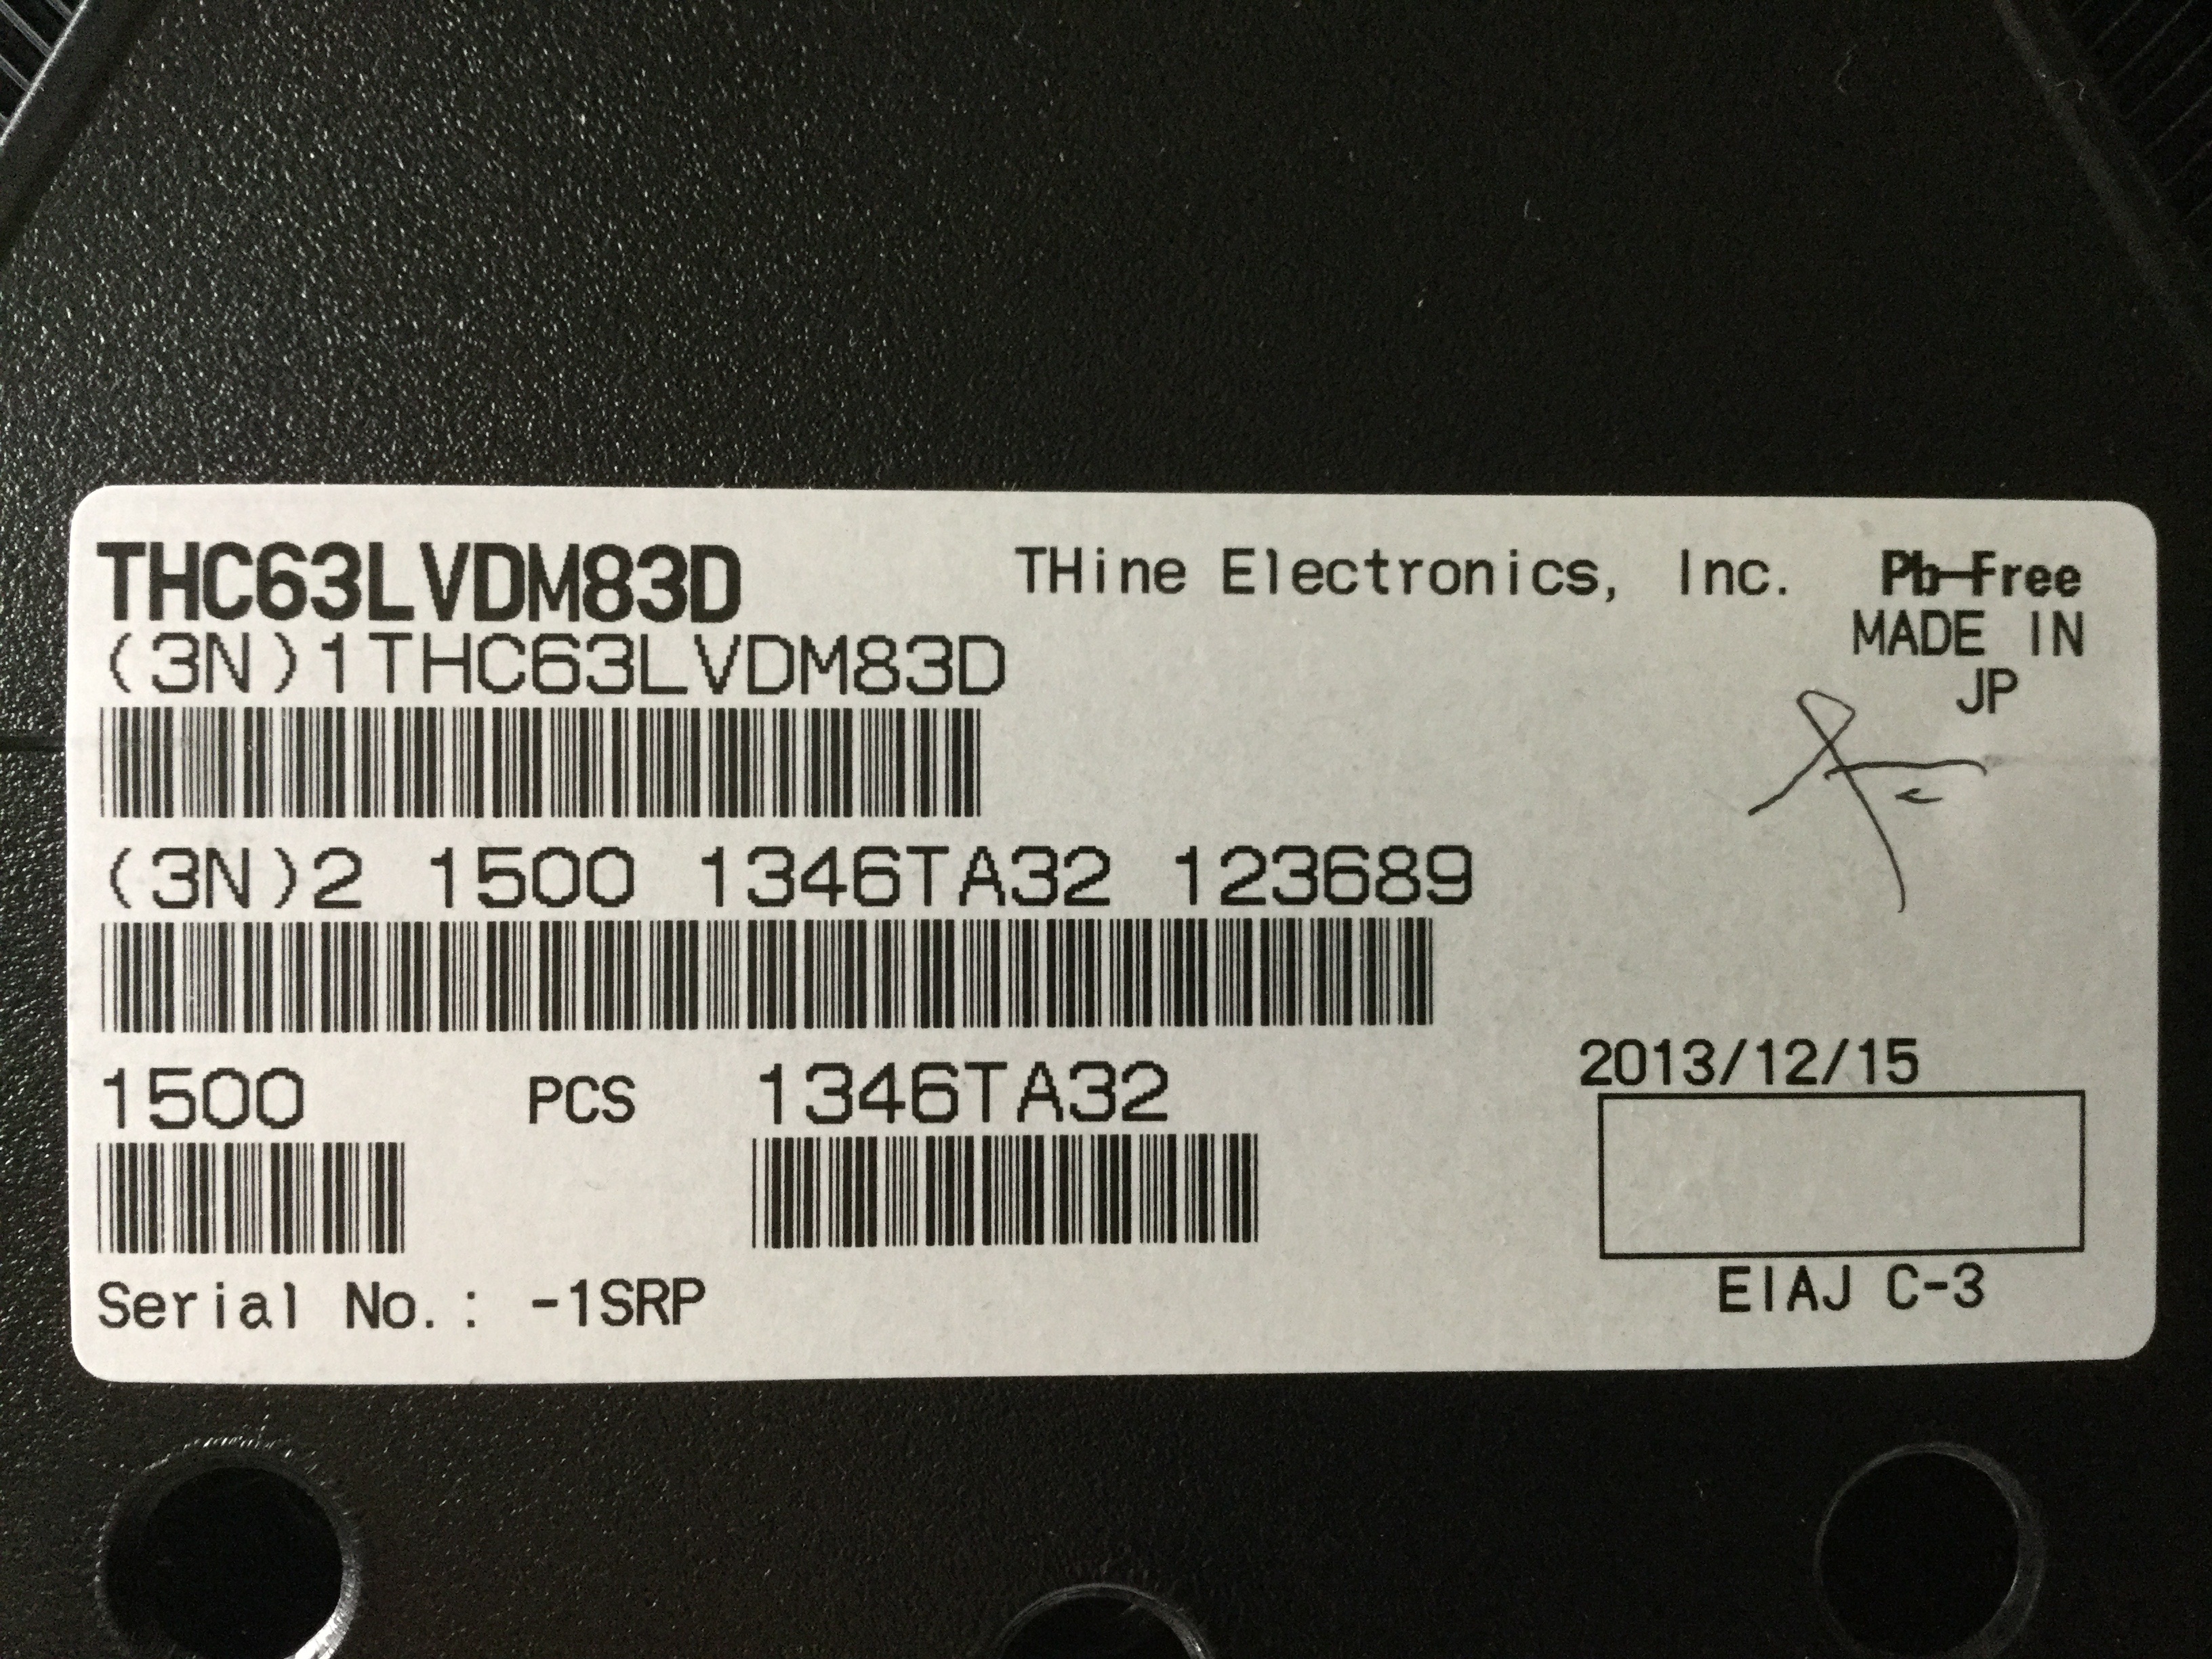 THC63LVDM83D THine Electronics, Inc. Pb-Free
MADE IN
JP
(3N)1THC63LVDM83D
(3N)2 1500 1346TA32 123689
2013/12/15
1500 PCS 1346TA32
EIAJ C-3
Serial No.: -1SRP